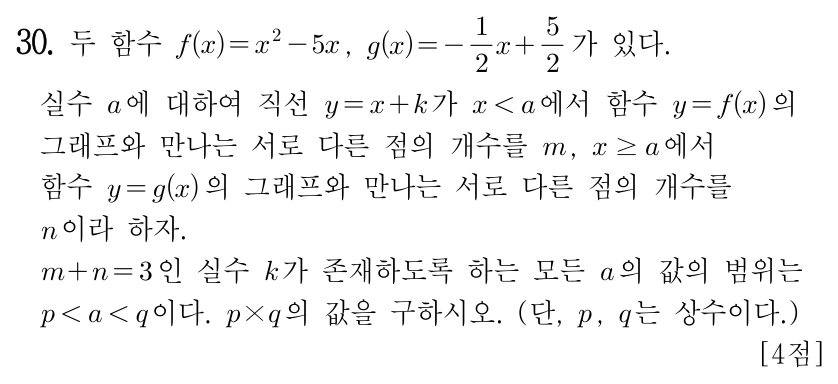 30. 두 함수 f(x)=x²-5x, g(x)=-1/2x+5/2가 있다.
실수 a에 대하여 직선 y=x+k가 x<a에서 함수 y=f(x)의
그래프와 만나는 서로 다른 점의 개수를 m, x≥a에서
함수 y=g(x)의 그래프와 만나는 서로 다른 점의 개수를
n이라 하자.
m+n=3인 실수 k가 존재하도록 하는 모든 a의 값의 범위는
p<a<q이다. p×q의 값을 구하시오. (단, p, q는 상수이다.)
[4점]